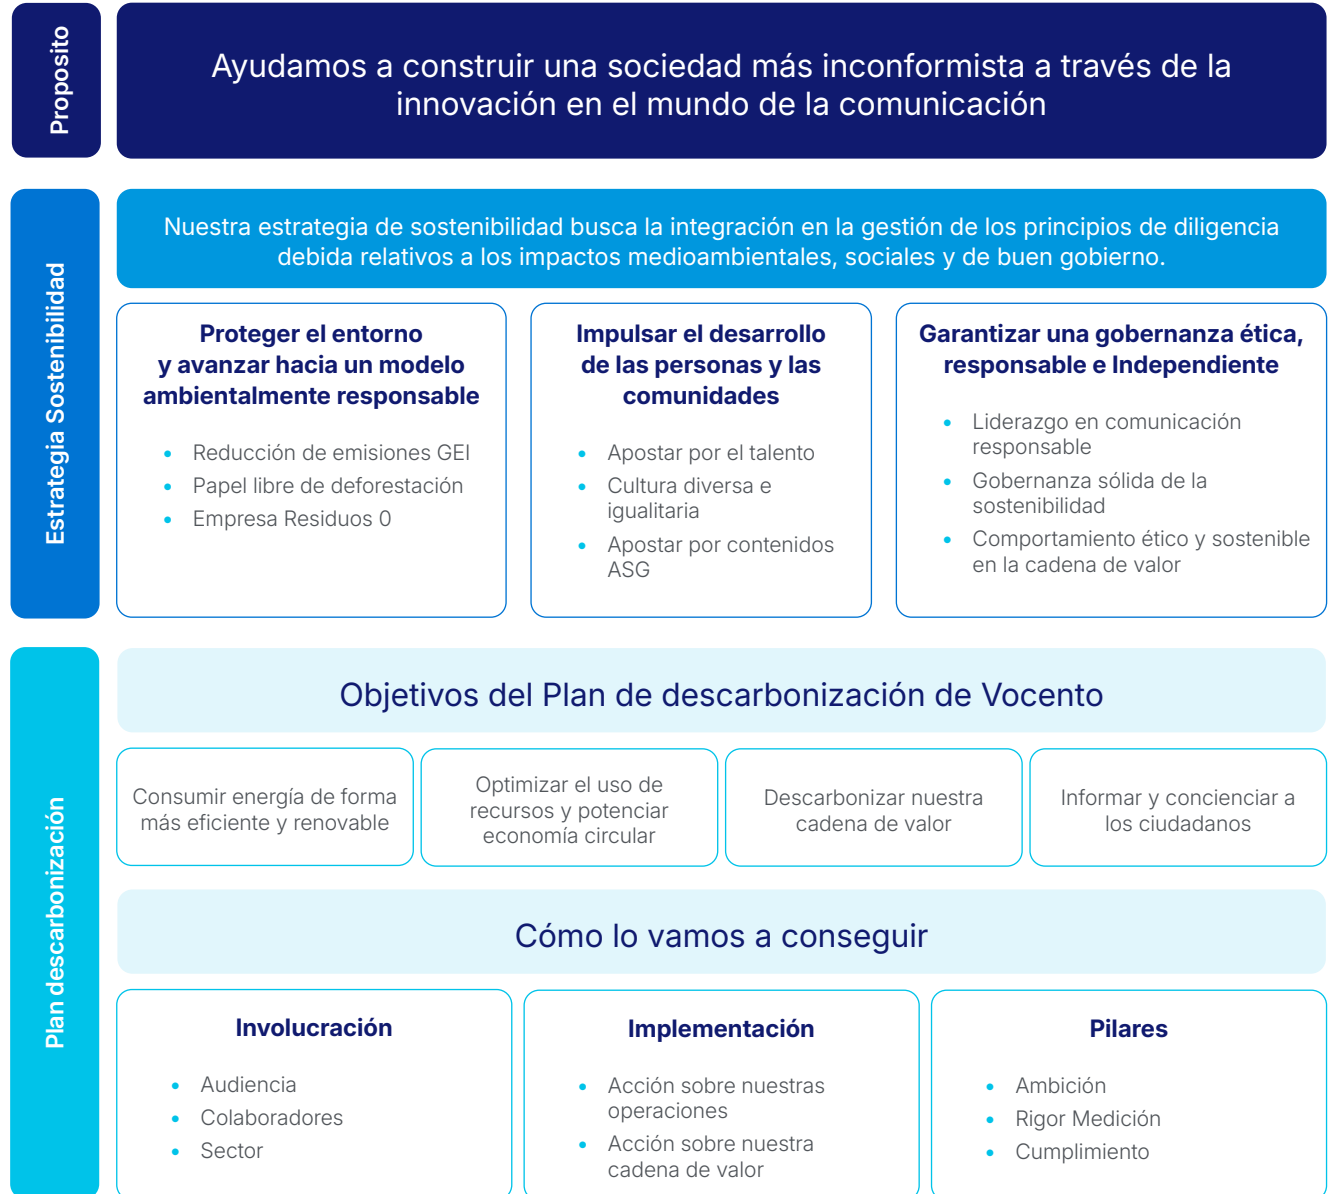 Proposito
Ayudamos a construir una sociedad más inconformista a través de la
innovación en el mundo de la comunicación
Estrategia Sostenibilidad
Nuestra estrategia de sostenibilidad busca la integración en la gestión de los principios de diligencia
debida relativos a los impactos medioambientales, sociales y de buen gobierno.
Proteger el entorno
y avanzar hacia un modelo
ambientalmente responsable
• Reducción de emisiones GEI
• Papel libre de deforestación
• Empresa Residuos 0
Impulsar el desarrollo
de las personas y las
comunidades
• Apostar por el talento
• Cultura diversa e
igualitaria
• Apostar por contenidos
ASG
Garantizar una gobernanza ética,
responsable e Independiente
• Liderazgo en comunicación
responsable
• Gobernanza sólida de la
sostenibilidad
• Comportamiento ético y sostenible
en la cadena de valor
Plan descarbonización
Objetivos del Plan de descarbonización de Vocento
Consumir energía de forma
más eficiente y renovable
Optimizar el uso de
recursos y potenciar
economía circular
Descarbonizar nuestra
cadena de valor
Informar y concienciar a
los ciudadanos
Cómo lo vamos a conseguir
Involucración
• Audiencia
• Colaboradores
• Sector
Implementación
• Acción sobre nuestras
operaciones
• Acción sobre nuestra
cadena de valor
Pilares
• Ambición
• Rigor Medición
• Cumplimiento